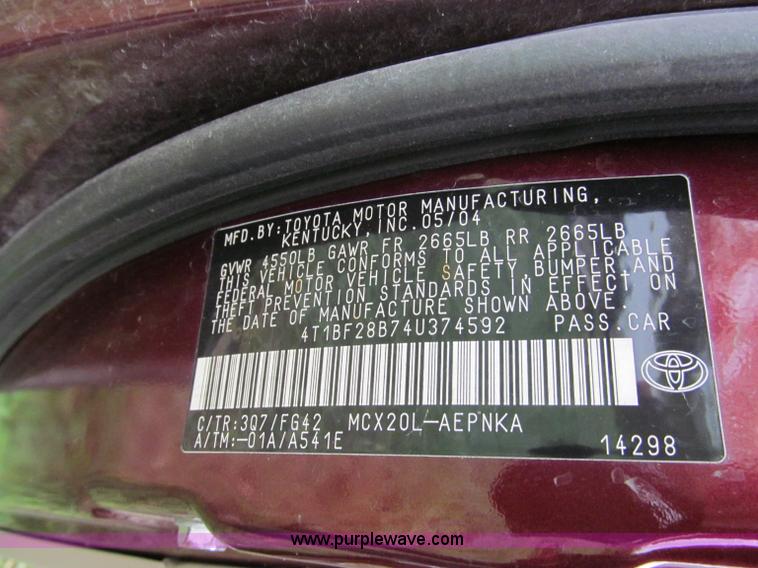 MFD.BY:TOYOTA MOTOR MANUFACTURING,
KENTUCKY,INC.05/04
GVWR 4550LB GAWR FR 2665LB RR 2665LB
THIS VEHICLE CONFORMS TO ALL APPLICABLE
FEDERAL MOTOR VEHICLE SAFETY,BUMPER,AND
THEFT PREVENTION STANDARDS IN EFFECT ON
THE DATE OF MANUFACTURE SHOWN ABOVE.
4T1BF28B74U374592 PASS.CAR
C/TR:3Q7/FG42 MCX20L-AEPNKA
A/TM:-01A/A541E 14298
www.purplewave.com